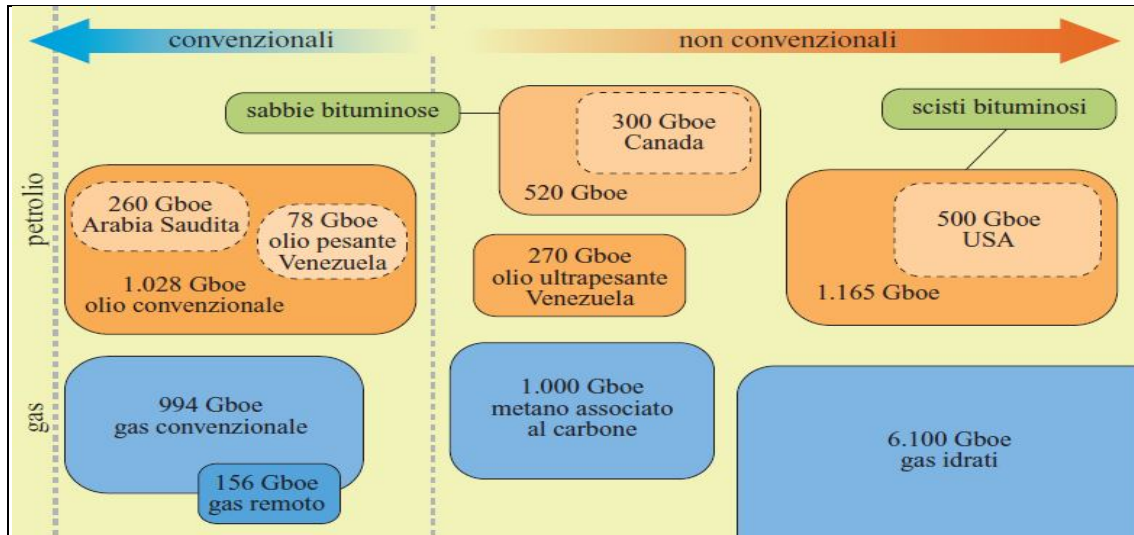 convenzionali
non convenzionali
petrolio
sabbie bituminose
300 Gboe
Canada
520 Gboe
scisti bituminosi
260 Gboe
Arabia Saudita
78 Gboe
olio pesante
Venezuela
1.028 Gboe
olio convenzionale
270 Gboe
olio ultrapesante
Venezuela
500 Gboe
USA
1.165 Gboe
gas
994 Gboe
gas convenzionale
156 Gboe
gas remoto
1.000 Gboe
metano associato
al carbone
6.100 Gboe
gas idrati